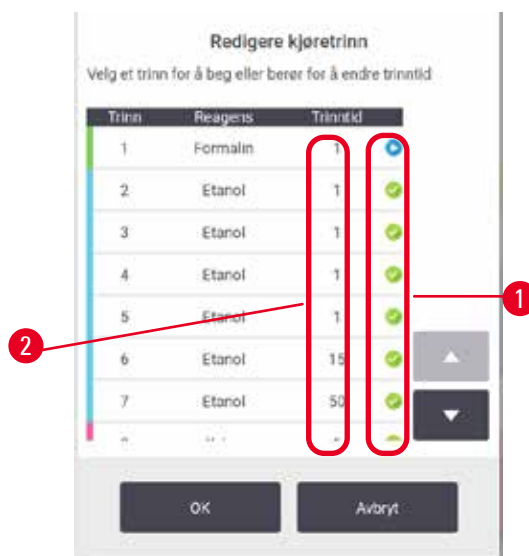 Redigere kjøretrinn
Velg et trinn for å beg eller berør for å endre trinntid
Trinn Reagens Trinntid
1 Formalin 1
2 Etanol 1
3 Etanol 1
4 Etanol 1
5 Etanol 1
6 Etanol 15
7 Etanol 50
1
2
OK Avbryt